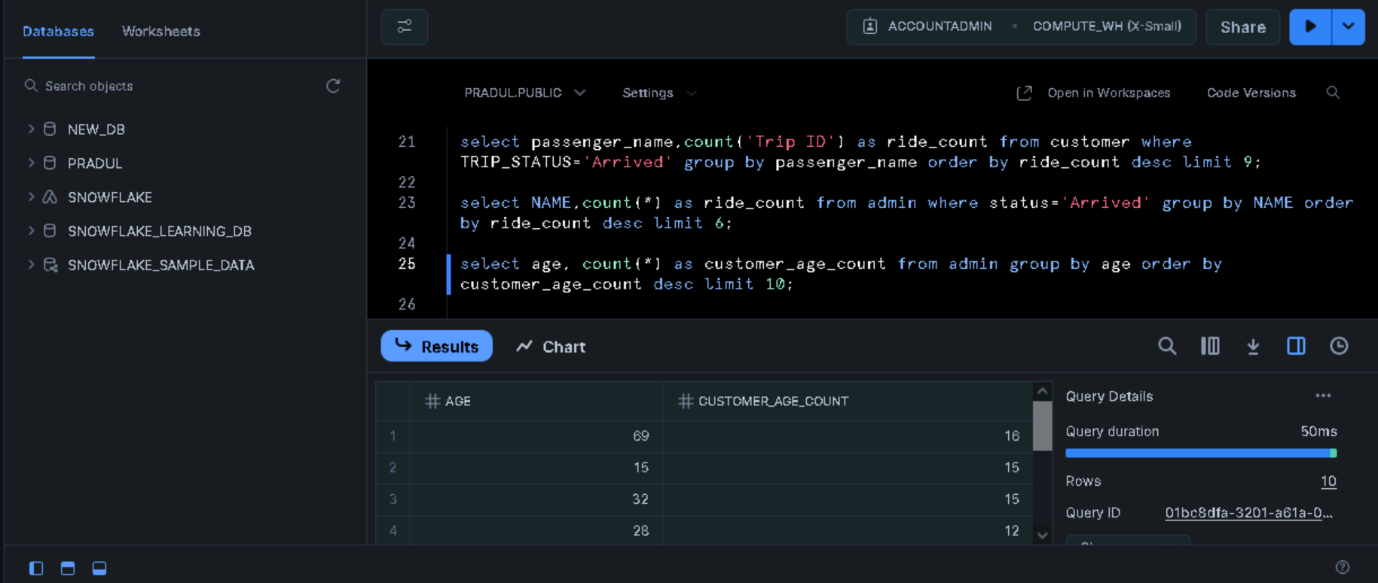 Databases Worksheets
ACCOUNTADMIN • COMPUTE_WH (X-Small) Share
Search objects
NEW_DB
PRADUL
SNOWFLAKE
SNOWFLAKE_LEARNING_DB
SNOWFLAKE_SAMPLE_DATA
PRADUL.PUBLIC Settings Open in Workspaces Code Versions
21 select passenger_name,count('Trip ID') as ride_count from customer where
TRIP_STATUS='Arrived' group by passenger_name order by ride_count desc limit 9;
22
23 select NAME,count(*) as ride_count from admin where status='Arrived' group by NAME order
by ride_count desc limit 6;
24
25 select age, count(*) as customer_age_count from admin group by age order by
customer_age_count desc limit 10;
26
Results Chart
# AGE # CUSTOMER_AGE_COUNT
1 69 16
2 15 15
3 32 15
4 28 12
Query Details ...
Query duration 50ms
Rows 10
Query ID 01bc8dfa-3201-a61a-0...